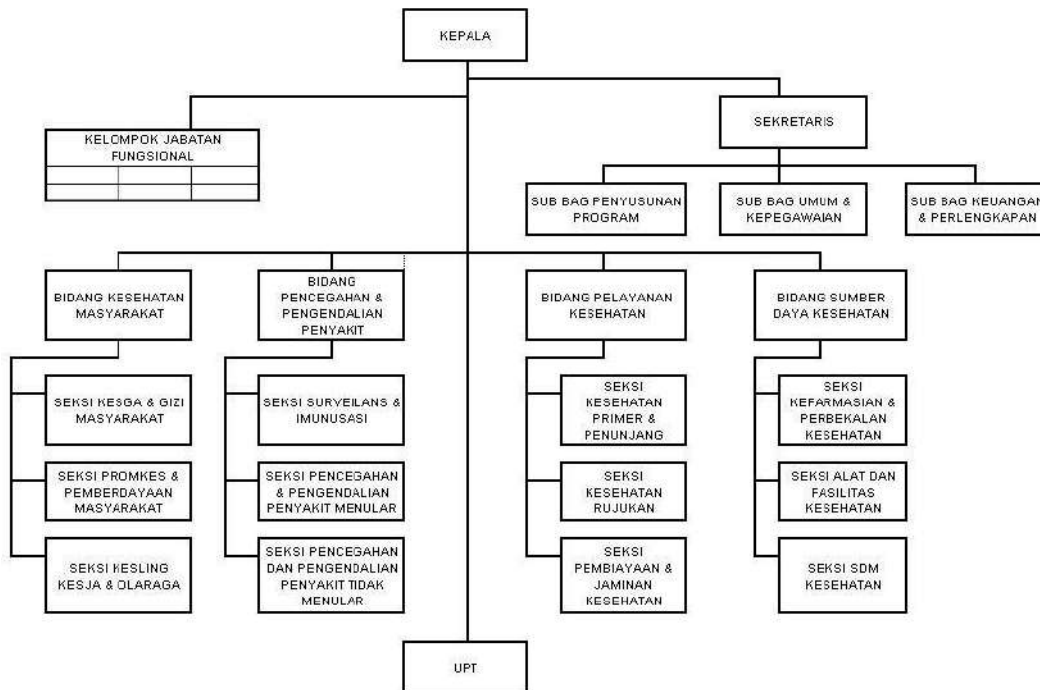 KEPALA
SEKRETARIS
KELOMPOK JABATAN
FUNGSIONAL
SUB BAG PENYUSUNAN
PROGRAM
SUB BAG UMUM &
KEPEGAWAIAN
SUB BAG KEUANGAN
& PERLENGKAPAN
BIDANG KESEHATAN
MASYARAKAT
BIDANG
PENCEGAHAN &
PENGENDALIAN
PENYAKIT
BIDANG PELAYANAN
KESEHATAN
BIDANG SUMBER
DAYA KESEHATAN
SEKSI KESGA & GIZI
MASYARAKAT
SEKSI SURVEILANS &
IMUNUSASI
SEKSI
KESEHATAN
PRIMER &
PENUNJANG
SEKSI
KEFARMASIAN &
PERBEKALAN
KESEHATAN
SEKSI PROMKES &
PEMBERDAYAAN
MASYARAKAT
SEKSI PENCEGAHAN
& PENGENDALIAN
PENYAKIT MENULAR
SEKSI
KESEHATAN
RUJUKAN
SEKSI ALAT DAN
FASILITAS
KESEHATAN
SEKSI KESLING
KESJA & OLARAGA
SEKSI PENCEGAHAN
DAN PENGENDALIAN
PENYAKIT TIDAK
MENULAR
SEKSI
PEMBIAYAAN &
JAMINAN
KESEHATAN
SEKSI SDM
KESEHATAN
UPT